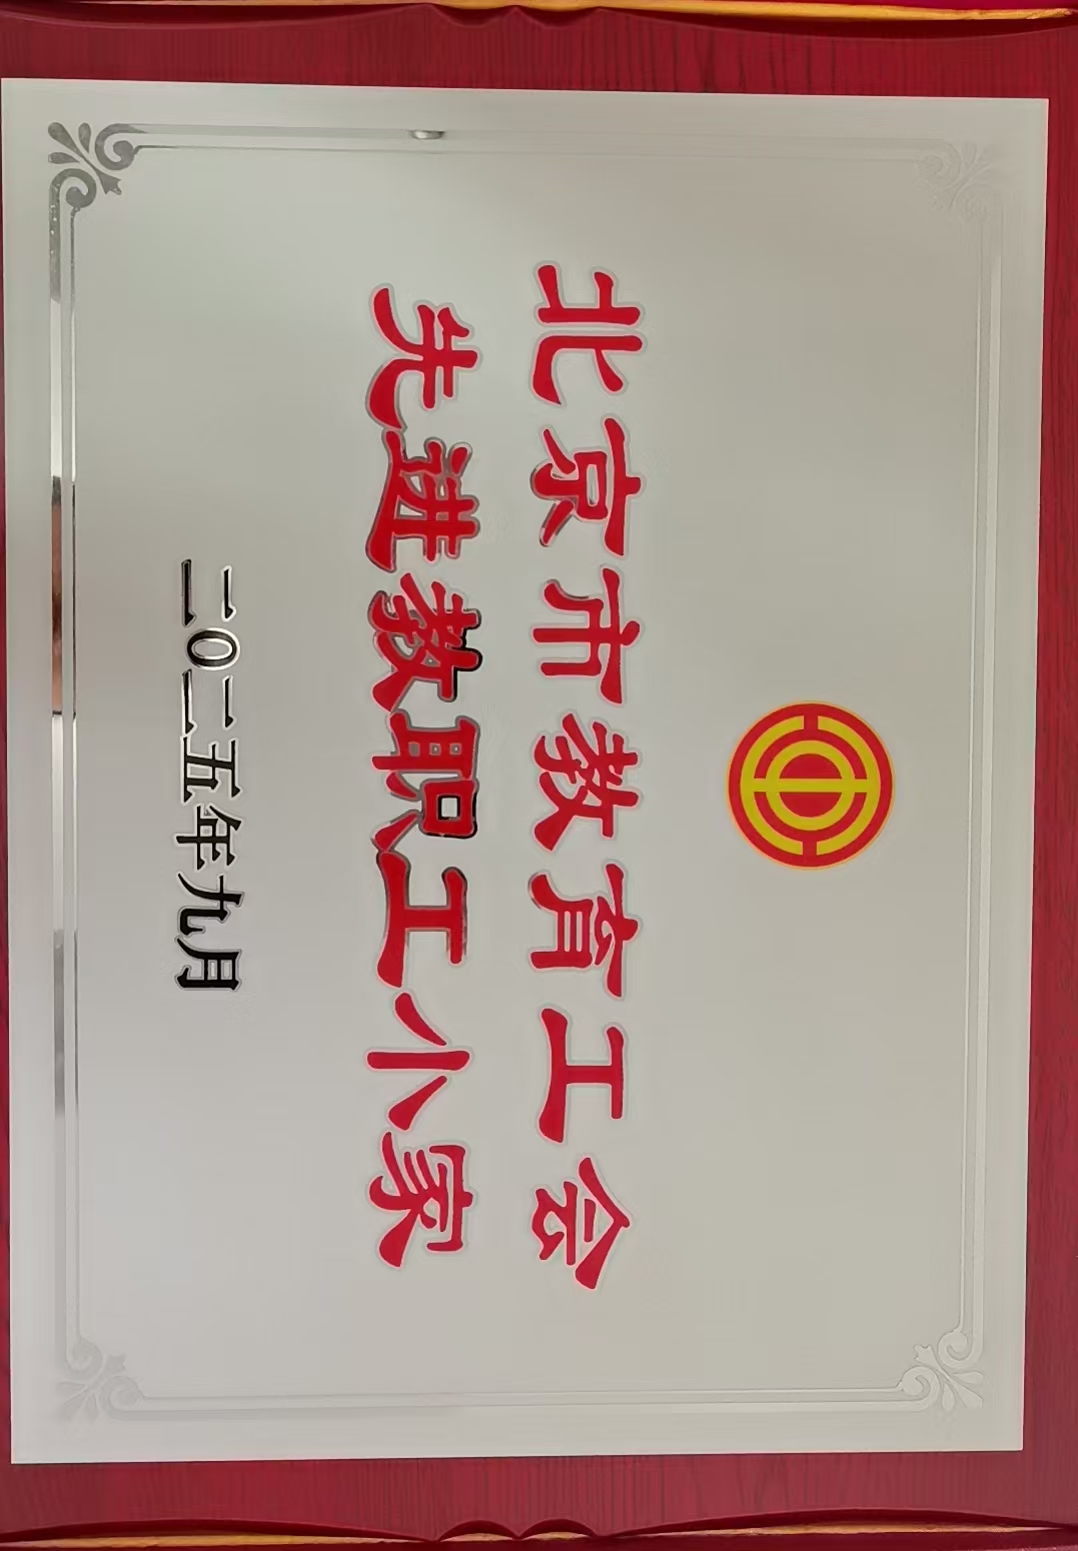 北京市教育工会
先进教职工小家
二0二五年九月